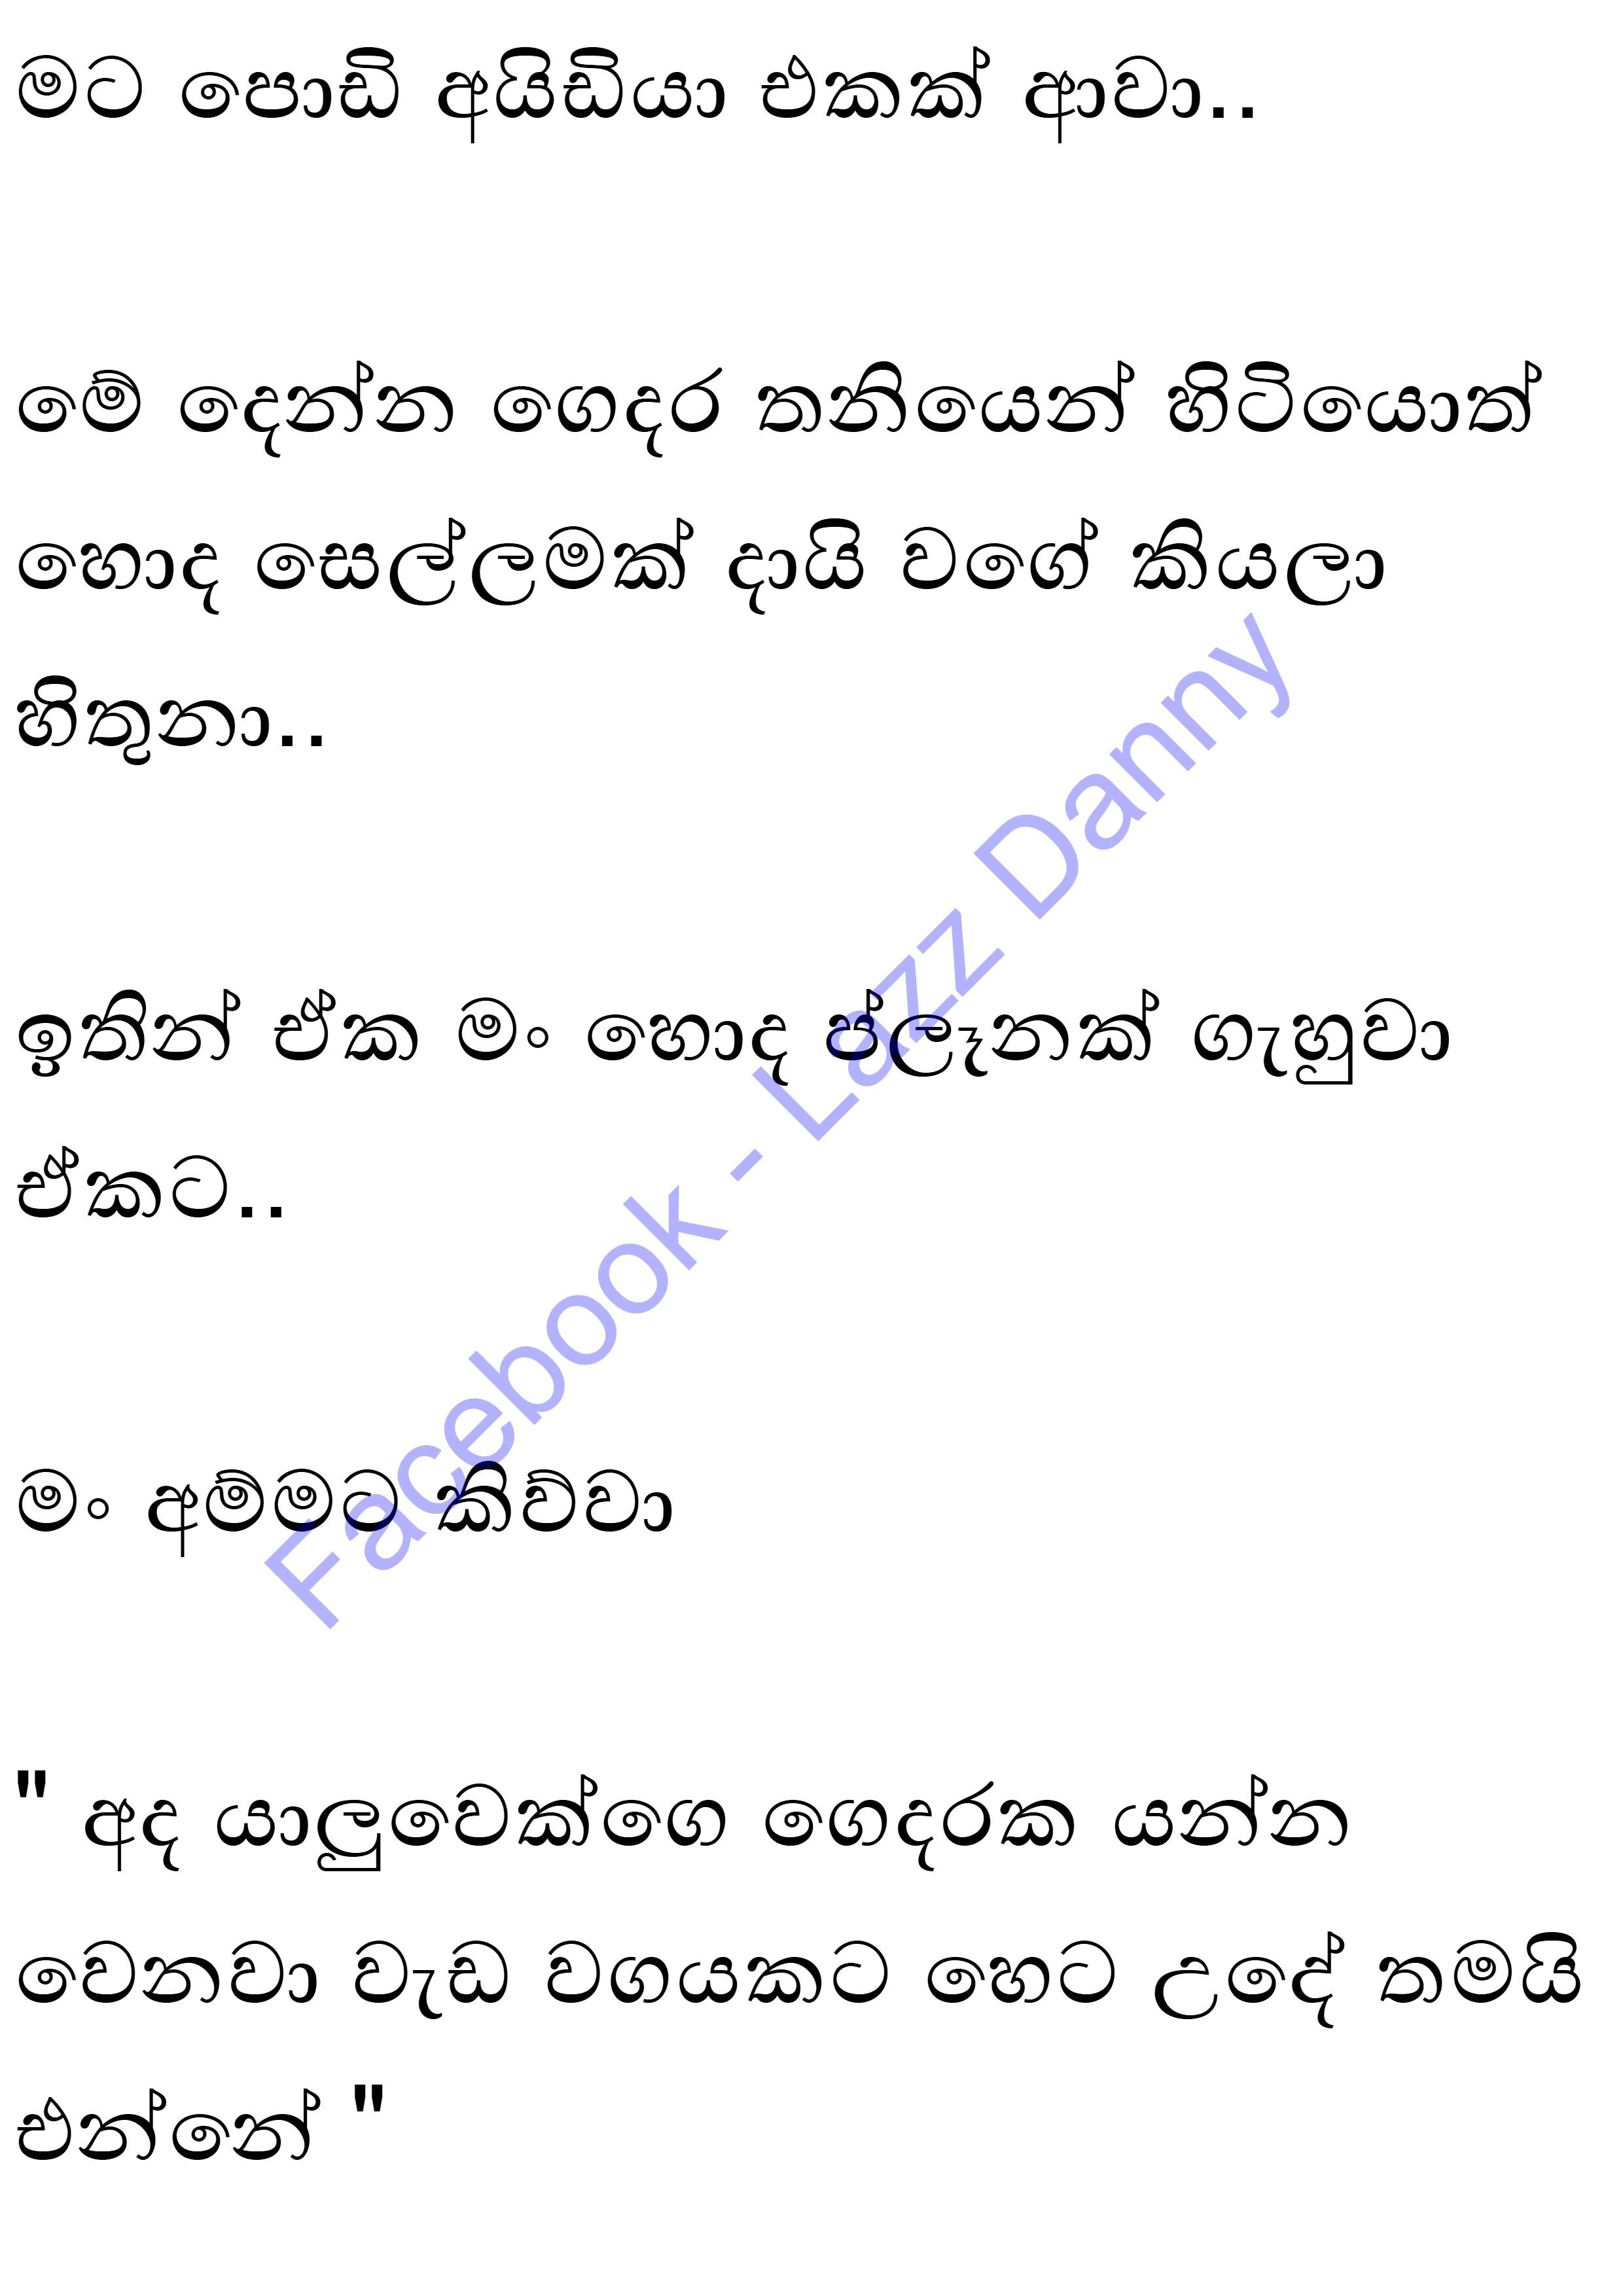 මට පොඩි අයිඩියා එකක් ආවා..
මේ දෙන්න ගෙදර තනියෙන් හිටියොත්
හොද සෙල්ලමක් දායි වගේ කියලා
හිතුනා..
ඉතින් ඒක මං හොද ප්ලෑනක් ගැහුවා
ඒකට..
මං අම්මට කිව්වා
" අද යාලුවෙක්ගෙ ගෙදරක යන්න
වෙනවා වැඩ වගයකට හෙට උදේ තමයි
එන්නේ "
Facebook - Lazz Danny